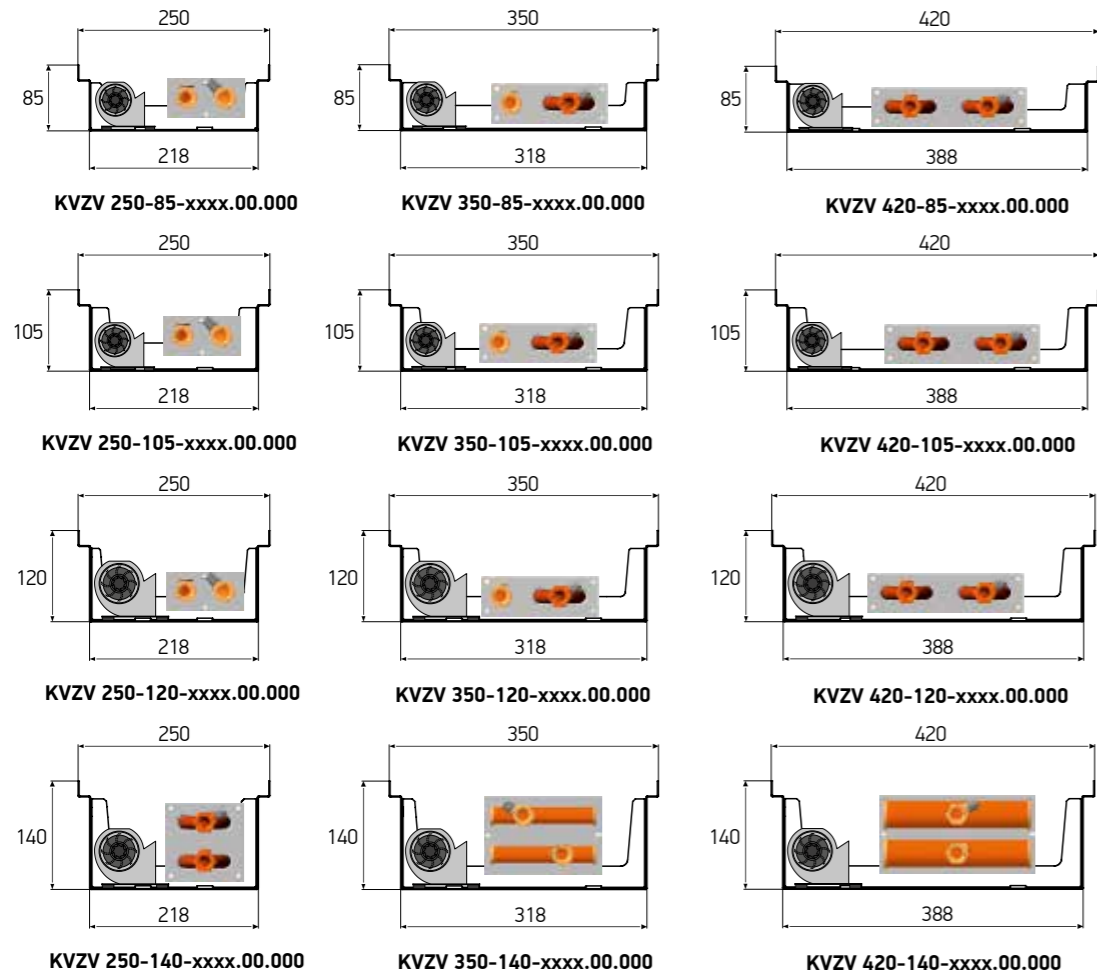 250 350 420
85 85 85
218 318 388
KVZV 250-85-xxxx.00.000 KVZV 350-85-xxxx.00.000 KVZV 420-85-xxxx.00.000
250 350 420
105 105 105
218 318 388
KVZV 250-105-xxxx.00.000 KVZV 350-105-xxxx.00.000 KVZV 420-105-xxxx.00.000
250 350 420
120 120 120
218 318 388
KVZV 250-120-xxxx.00.000 KVZV 350-120-xxxx.00.000 KVZV 420-120-xxxx.00.000
250 350 420
140 140 140
218 318 388
KVZV 250-140-xxxx.00.000 KVZV 350-140-xxxx.00.000 KVZV 420-140-xxxx.00.000